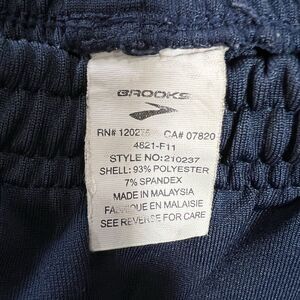 BROOKS
RN# 120275 CA# 07820
4821-F11
STYLE NO:210237
SHELL: 93% POLYESTER
7% SPANDEX
MADE IN MALAYSIA
FABRIQUE EN MALAISIE
SEE REVERSE FOR CARE